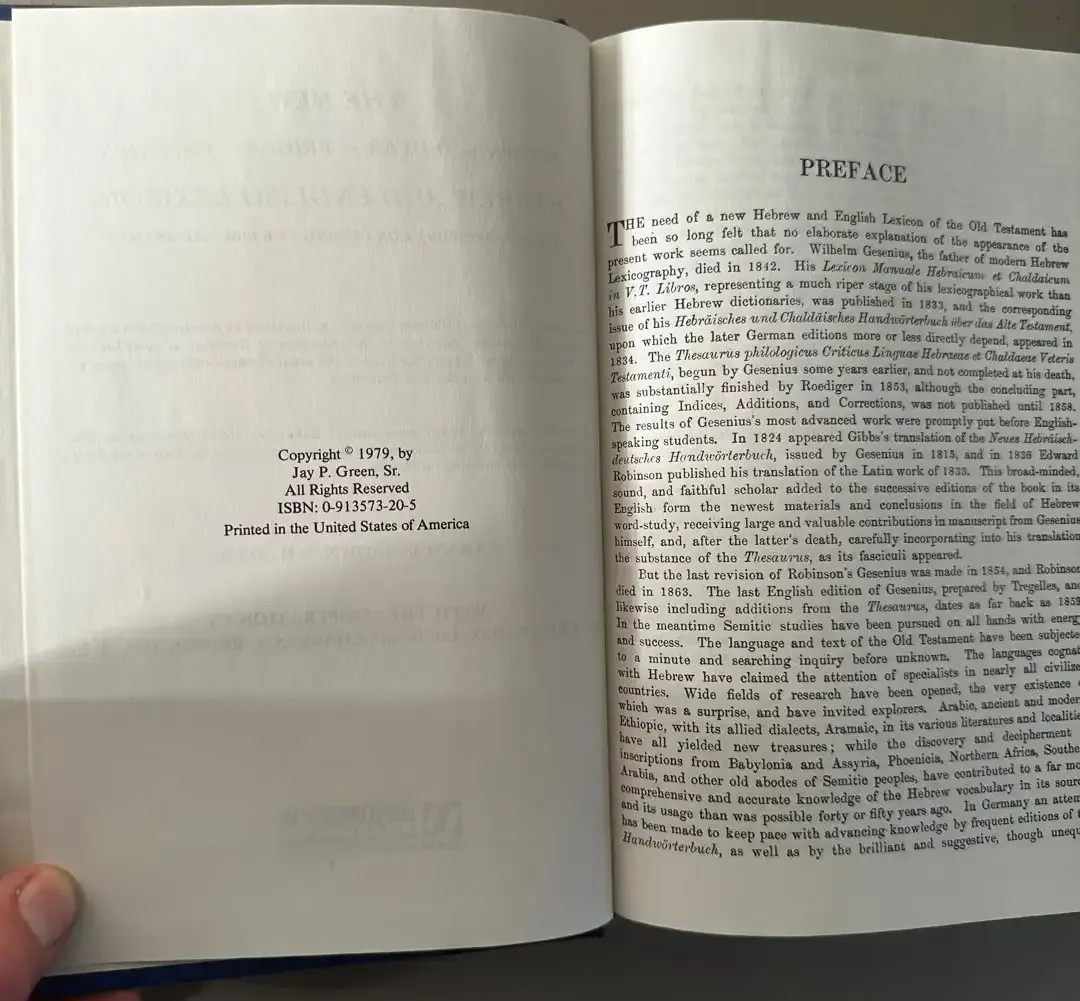 Copyright © 1979, by
Jay P. Green, Sr.
All Rights Reserved
ISBN: 0-913573-20-5
Printed in the United States of America
PREFACE
THE need of a new Hebrew and English Lexicon of the Old Testament has
been so long felt that no elaborate explanation of the appearance of the
present work seems called for. Wilhelm Gesenius, the father of modern Hebrew
Lexicography, died in 1842. His Lexicon Manuale Hebraicum et Chaldaicum
in V.T. Libros, representing a much riper stage of his lexicographical work than
his earlier Hebrew dictionaries, was published in 1833, and the corresponding
issue of his Hebräisches und Chaldäisches Handwörterbuch über das Alte Testament,
upon which the later German editions more or less directly depend, appeared in
1834. The Thesaurus philologicus Criticus Linguae Hebraeae et Chaldaeae Veteris
Testamenti, begun by Gesenius some years earlier, and not completed at his death,
was substantially finished by Roediger in 1853, although the concluding part,
containing Indices, Additions, and Corrections, was not published until 1858.
The results of Gesenius's most advanced work were promptly put before English-
speaking students. In 1824 appeared Gibbs's translation of the Neues Hebräisch-
deutsches Handwörterbuch, issued by Gesenius in 1815, and in 1836 Edward
Robinson published his translation of the Latin work of 1833. This broad-minded,
sound, and faithful scholar added to the successive editions of the book in its
English form the newest materials and conclusions in the field of Hebrew
word-study, receiving large and valuable contributions in manuscript from Gesenius
himself, and, after the latter's death, carefully incorporating into his translation
the substance of the Thesaurus, as its fasciculi appeared.
But the last revision of Robinson's Gesenius was made in 1854, and Robinson
died in 1863. The last English edition of Gesenius, prepared by Tregelles, and
likewise including additions from the Thesaurus, dates as far back as 1859
In the meantime Semitic studies have been pursued on all hands with energ
and success. The language and text of the Old Testament have been subjecte
to a minute and searching inquiry before unknown. The languages cognat
with Hebrew have claimed the attention of specialists in nearly all civilize
countries. Wide fields of research have been opened, the very existence
which was a surprise, and have invited explorers. Arabic, ancient and moder
Ethiopic, with its allied dialects, Aramaic, in its various literatures and localitie
have all yielded new treasures; while the discovery and decipherment
inscriptions from Babylonia and Assyria, Phoenicia, Northern Africa, Southe
Arabia, and other old abodes of Semitic peoples, have contributed to a far mo
comprehensive and accurate knowledge of the Hebrew vocabulary in its sourc
and its usage than was possible forty or fifty years ago. In Germany an attem
has been made to keep pace with advancing knowledge by frequent editions of t
Handwörterbuch, as well as by the brilliant and suggestive, though unequ